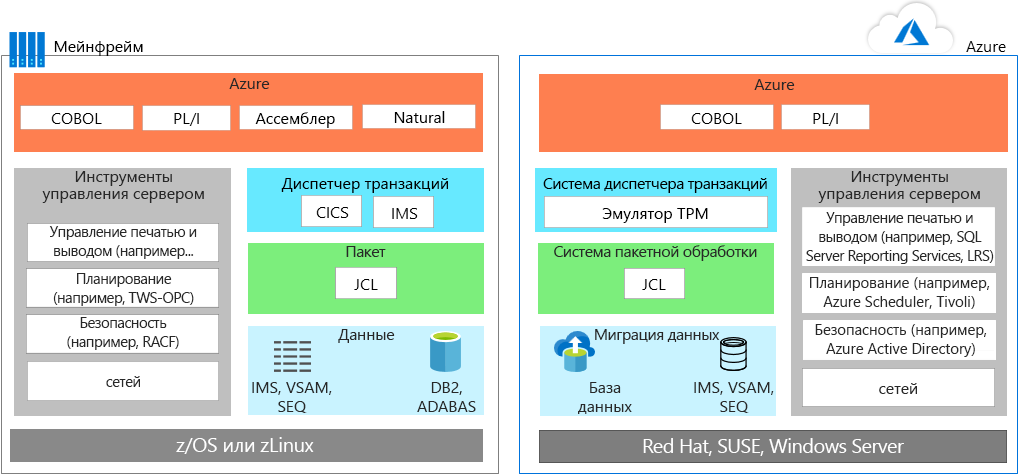 Мейнфрейм
Azure
COBOL
PL/I
Ассемблер
Natural
Инструменты
управления сервером
Управление печатью и
выводом (например...
Планирование
(например, TWS-OPC)
Безопасность
(например, RACF)
сетей
Диспетчер транзакций
CICS
IMS
Пакет
JCL
Данные
IMS, VSAM,
SEQ
DB2,
ADABAS
z/OS или zLinux
Azure
Azure
COBOL
PL/I
Система диспетчера транзакций
Эмулятор TPM
Система пакетной обработки
JCL
Миграция данных
База
данных
IMS, VSAM,
SEQ
Инструменты
управления сервером
Управление печатью и
выводом (например, SQL
Server Reporting Services, LRS)
Планирование (например,
Azure Scheduler, Tivoli)
Безопасность (например,
Azure Active Directory)
сетей
Red Hat, SUSE, Windows Server